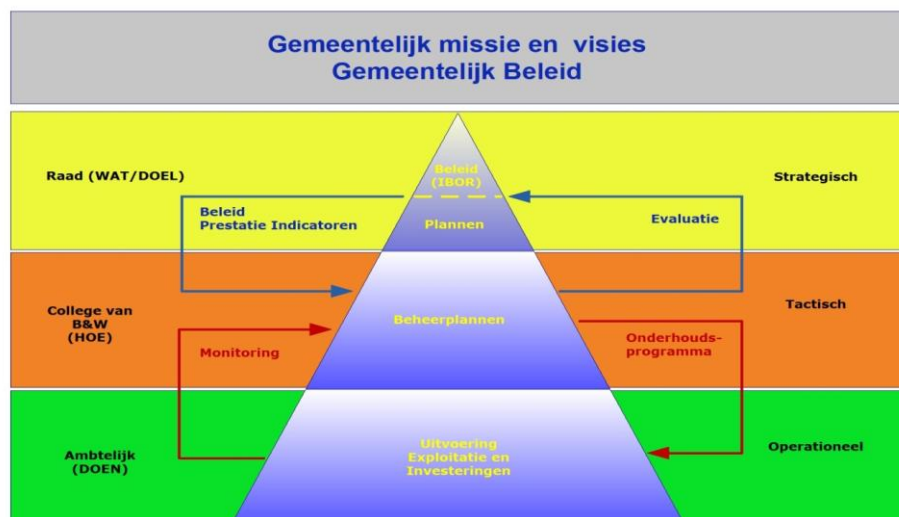 Gemeentelijk missie en visies
Gemeentelijk Beleid
Raad (WAT/DOEL)
Beleid
(IBOR)
Strategisch
Beleid
Prestatie Indicatoren
Plannen
Evaluatie
College van
B&W
(HOE)
Beheerplannen
Tactisch
Monitoring
Onderhouds-
programma
Ambtelijk
(DOEN)
Uitvoering
Exploitatie en
Investeringen
Operationeel